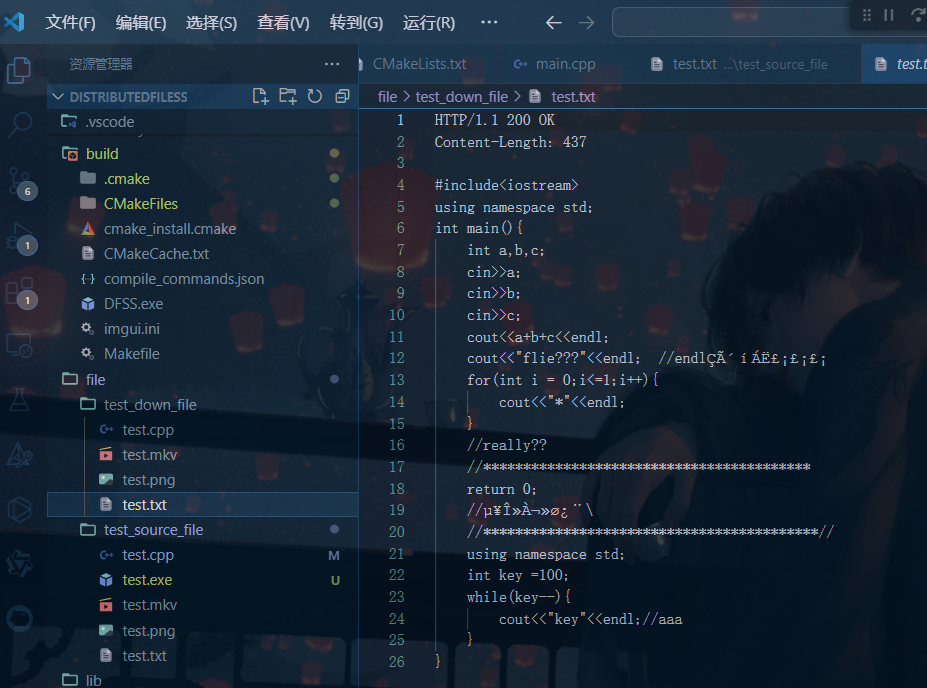 文件(F) 编辑(E) 选择(S) 查看(V) 转到(G) 运行(R) ···
资源管理器 ···
CMakeLists.txt main.cpp test.txt ...\test_source_file test.t
DISTRIBUTEDFILESS
file > test_down_file > test.txt
.vscode
build
.cmake
CMakeFiles
cmake_install.cmake
CMakeCache.txt
compile_commands.json
DFSS.exe
imgui.ini
Makefile
file
test_down_file
test.cpp
test.mkv
test.png
test.txt
test_source_file
test.cpp M
test.exe U
test.mkv
test.png
test.txt
lib
6
1
1
1 HTTP/1.1 200 OK
2 Content-Length: 437
3
4 #include<iostream>
5 using namespace std;
6 int main(){
7 int a,b,c;
8 cin>>a;
9 cin>>b;
10 cin>>c;
11 cout<<a+b+c<<endl;
12 cout<<"flie???"<<endl; //endlÇÃ´íÁË£¡£¡£¡
13 for(int i = 0;i<=1;i++){
14 cout<<"*"<<endl;
15 }
16 //really??
17 //*****************************************
18 return 0;
19 //µ¥Î»À¬»ø¿¨\
20 //******************************************//
21 using namespace std;
22 int key =100;
23 while(key--){
24 cout<<"key"<<endl;//aaa
25 }
26 }